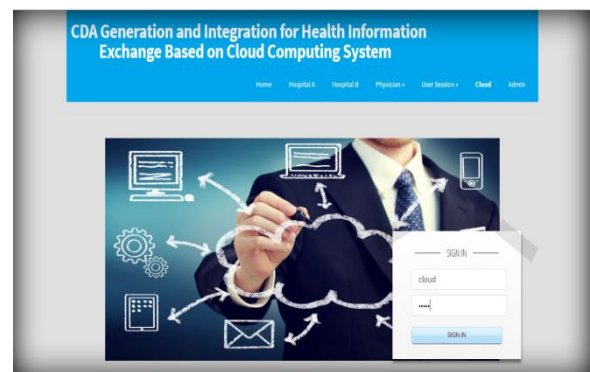 CDA Generation and Integration for Health Information
Exchange Based on Cloud Computing System
Home Hospital A Hospital B Physician + User Session + Cloud Admin
SIGN IN
cloud
•••••
SIGN IN